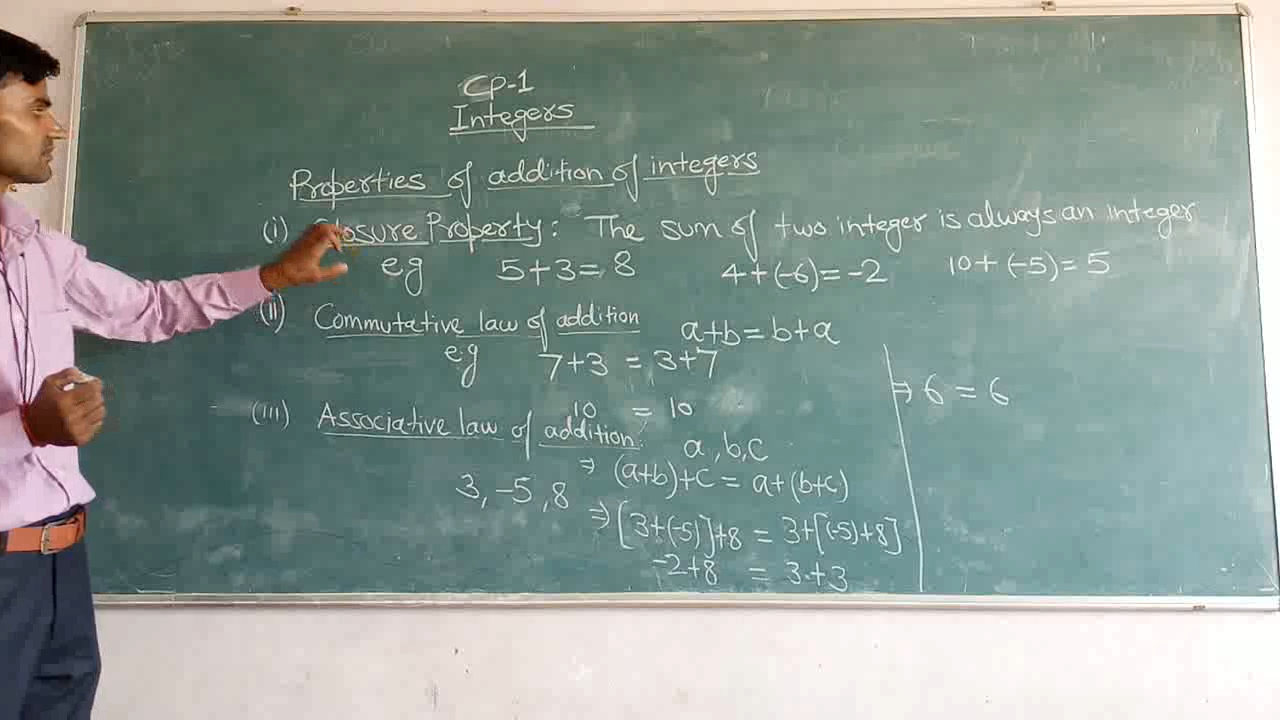 CP-1
Integers
Properties of addition of integers
(i) Closure Property: The sum of two integer is always an integer
eg 5+3=8 4+(-6)=-2 10+(-5)=5
(ii) Commutative law of addition a+b=b+a
e.g 7+3 = 3+7
10 = 10
(iii) Associative law of addition: a,b,c
⇒ (a+b)+c = a+(b+c)
3, -5, 8
⇒ [3+(-5)]+8 = 3+[(-5)+8]
-2+8 = 3+3
⇒ 6 = 6